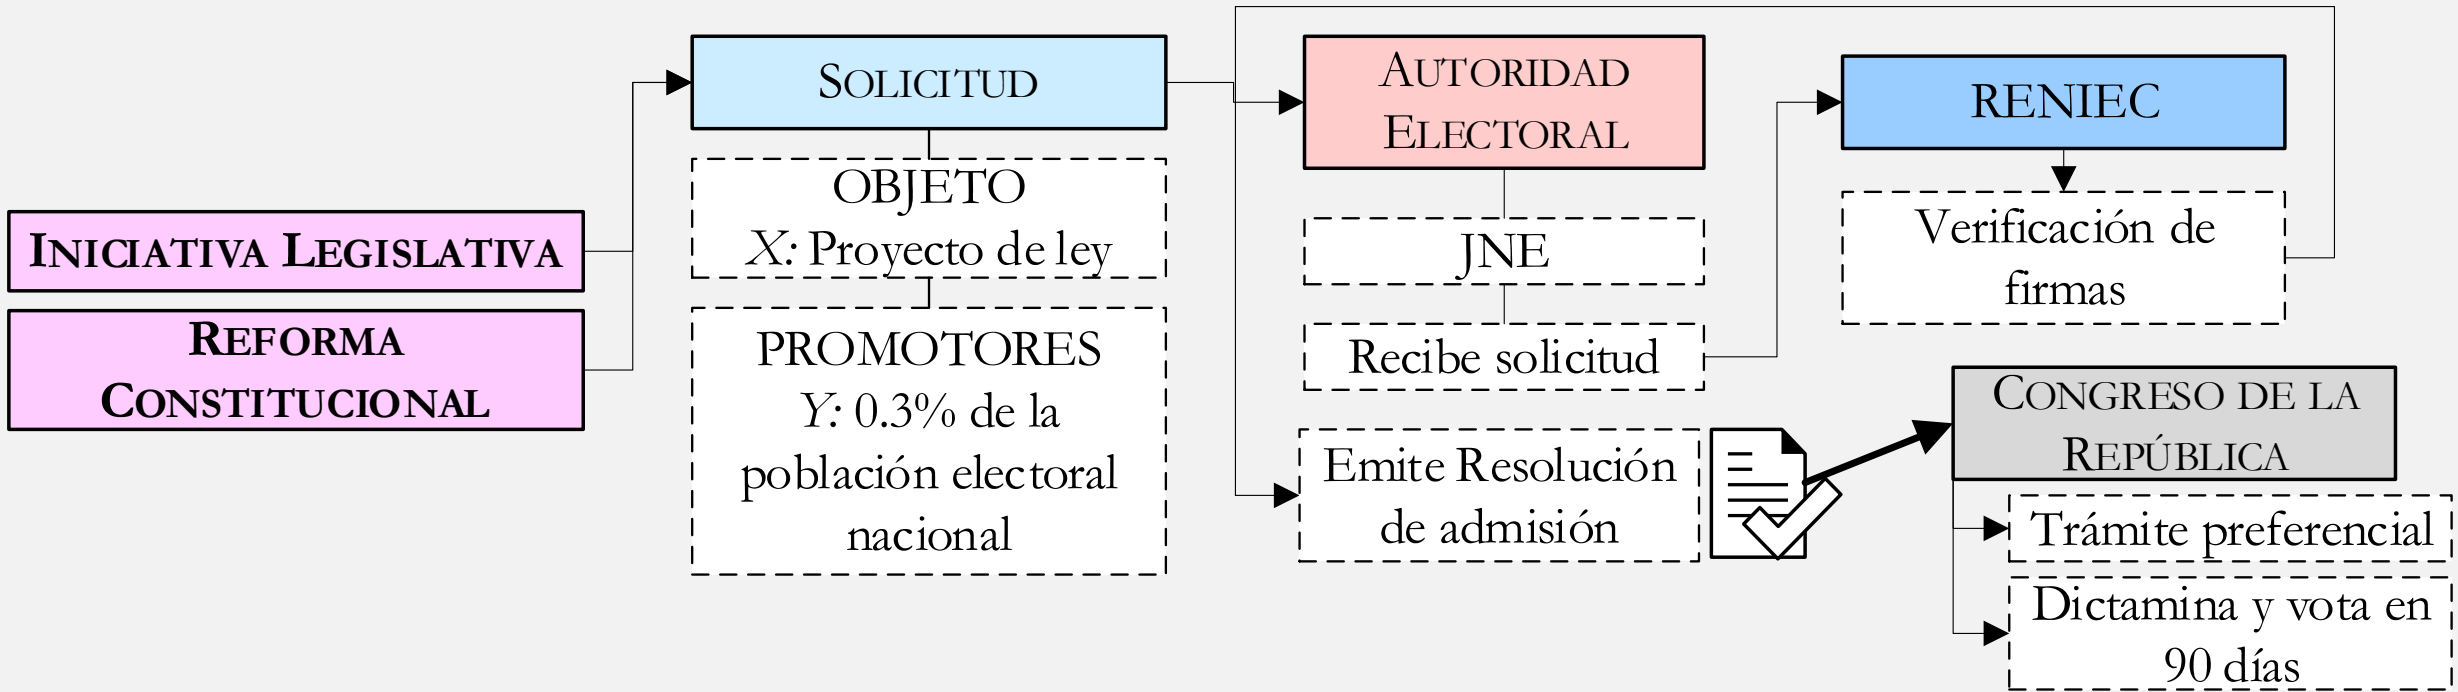 INICIATIVA LEGISLATIVA
REFORMA
CONSTITUCIONAL
SOLICITUD
OBJETO
X: Proyecto de ley
PROMOTORES
Y: 0.3% de la
población electoral
nacional
AUTORIDAD
ELECTORAL
JNE
Recibe solicitud
Emite Resolución
de admisión
RENIEC
Verificación de
firmas
CONGRESO DE LA
REPÚBLICA
Trámite preferencial
Dictamina y vota en
90 días